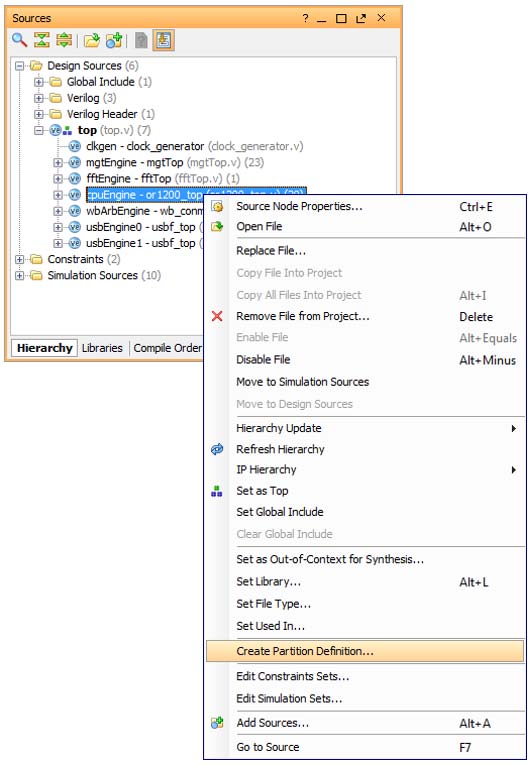 Sources
Design Sources (6)
Global Include (1)
Verilog (3)
Verilog Header (1)
top (top.v) (7)
clkgen - clock_generator (clock_generator.v)
mgtEngine - mgtTop (mgtTop.v) (23)
fftEngine - fftTop (fftTop.v) (1)
cpuEngine - or1200_top (or1200_top.v) (29)
wbArbEngine - wb_conm
usbEngine0 - usbf_top
usbEngine1 - usbf_top
Constraints (2)
Simulation Sources (10)
Hierarchy Libraries Compile Order
Source Node Properties... Ctrl+E
Open File Alt+O
Replace File...
Copy File Into Project
Copy All Files Into Project Alt+I
Remove File from Project... Delete
Enable File Alt+Equals
Disable File Alt+Minus
Move to Simulation Sources
Move to Design Sources
Hierarchy Update
Refresh Hierarchy
IP Hierarchy
Set as Top
Set Global Include
Clear Global Include
Set as Out-of-Context for Synthesis...
Set Library... Alt+L
Set File Type...
Set Used In...
Create Partition Definition...
Edit Constraints Sets...
Edit Simulation Sets...
Add Sources... Alt+A
Go to Source F7